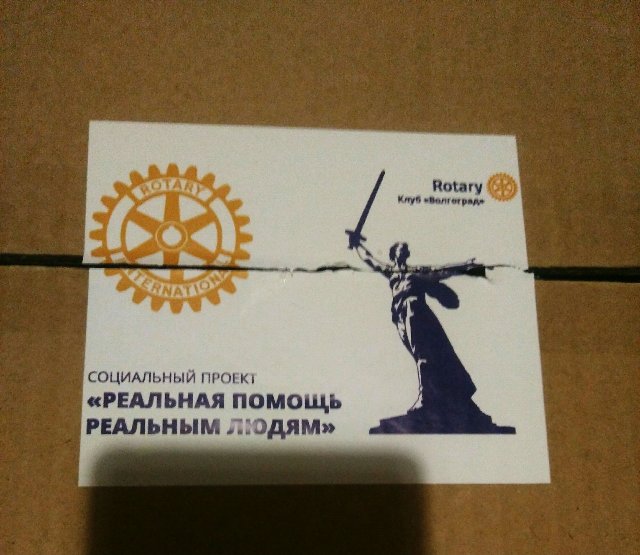 ROTARY
INTERNATIONAL
Rotary
Клуб «Волгоград»
СОЦИАЛЬНЫЙ ПРОЕКТ
«РЕАЛЬНАЯ ПОМОЩЬ
РЕАЛЬНЫМ ЛЮДЯМ»